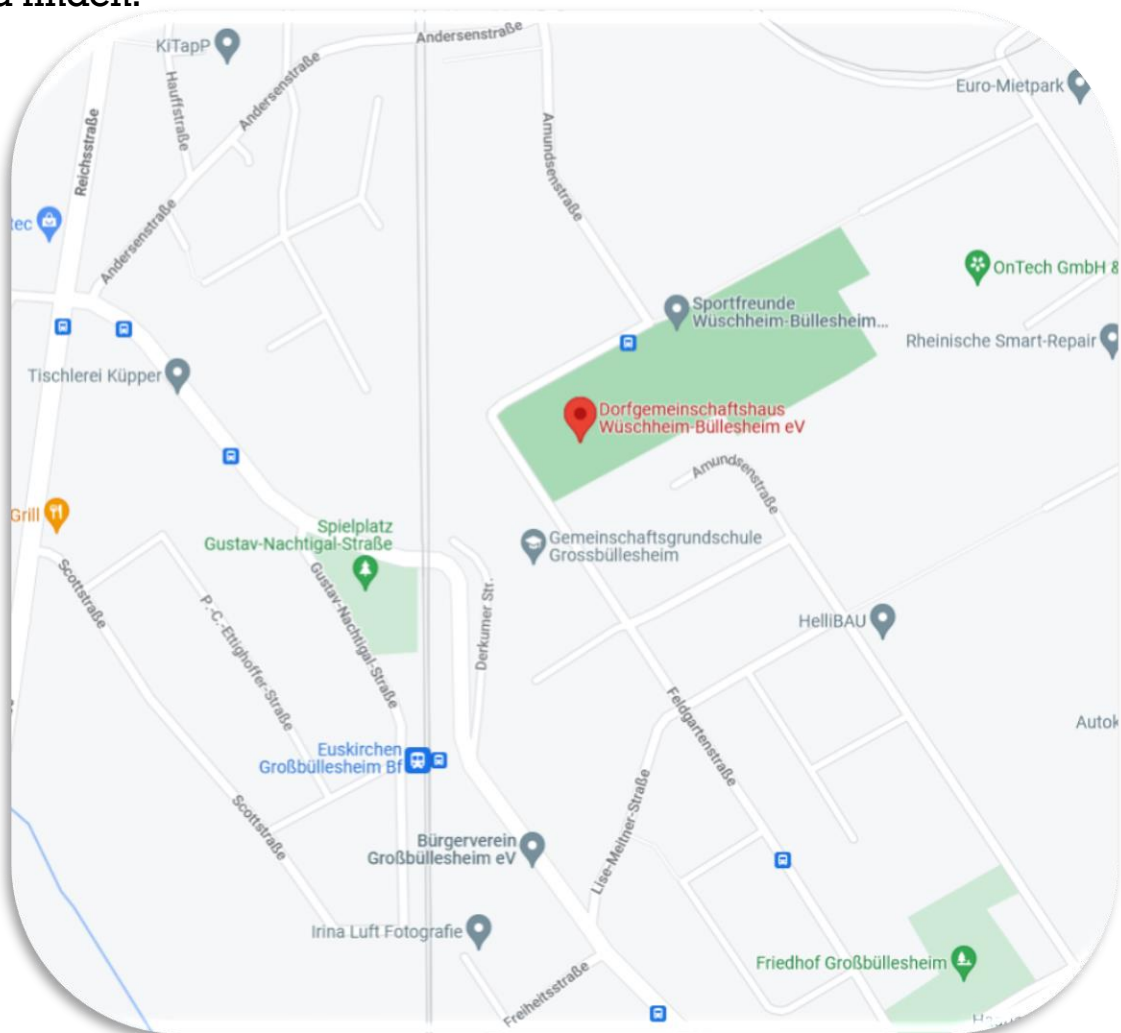 finden.
Andersenstraße
KiTapP
Andersenstraße
Hauffstraße
Reichsstraße
Euro-Mietpark
Amundsenstraße
Andersenstraße
OnTech GmbH &
Sportfreunde
Wüschheim-Büllesheim...
Rheinische Smart-Repair
Tischlerei Küpper
Dorfgemeinschaftshaus
Wüschheim-Büllesheim eV
Amundsenstraße
Grill
Spielplatz
Gustav-Nachtigal-Straße
Gemeinschaftsgrundschule
Grossbüllesheim
Scottstraße
Gustav-Nachtigal-Straße
P.-C.-Ettighoffer-Straße
Derkumer Str.
HelliBAU
Feldgartenstraße
Euskirchen
Großbüllesheim Bf
Scottstraße
Lise-Meitner-Straße
Bürgerverein
Großbüllesheim eV
Irina Luft Fotografie
Friedhof Großbüllesheim
Freiheitsstraße